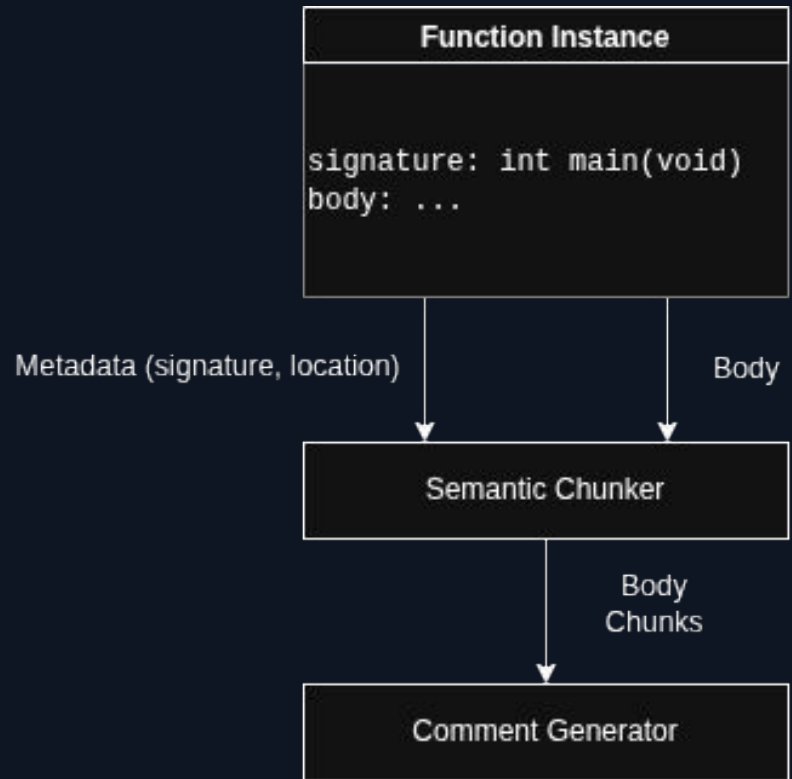 Function Instance
signature: int main(void)
body: ...
Metadata (signature, location)
Body
Semantic Chunker
Body
Chunks
Comment Generator